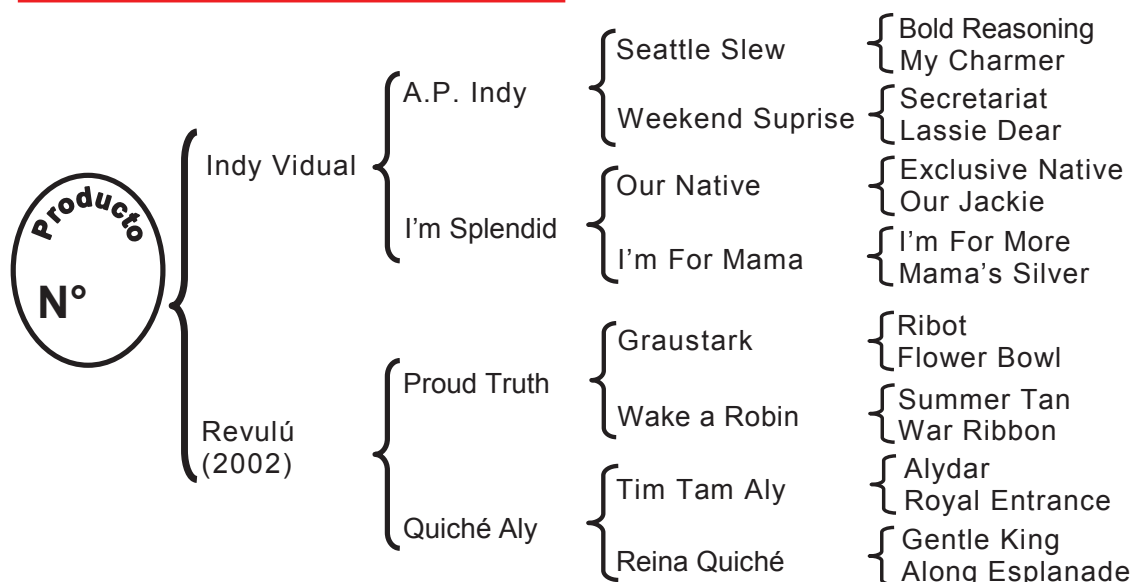 Producto
N°
Indy Vidual
Revulú
(2002)
A.P. Indy
I'm Splendid
Proud Truth
Quiché Aly
Seattle Slew
Weekend Suprise
Our Native
I'm For Mama
Graustark
Wake a Robin
Tim Tam Aly
Reina Quiché
Bold Reasoning
My Charmer
Secretariat
Lassie Dear
Exclusive Native
Our Jackie
I'm For More
Mama's Silver
Ribot
Flower Bowl
Summer Tan
War Ribbon
Alydar
Royal Entrance
Gentle King
Along Esplanade